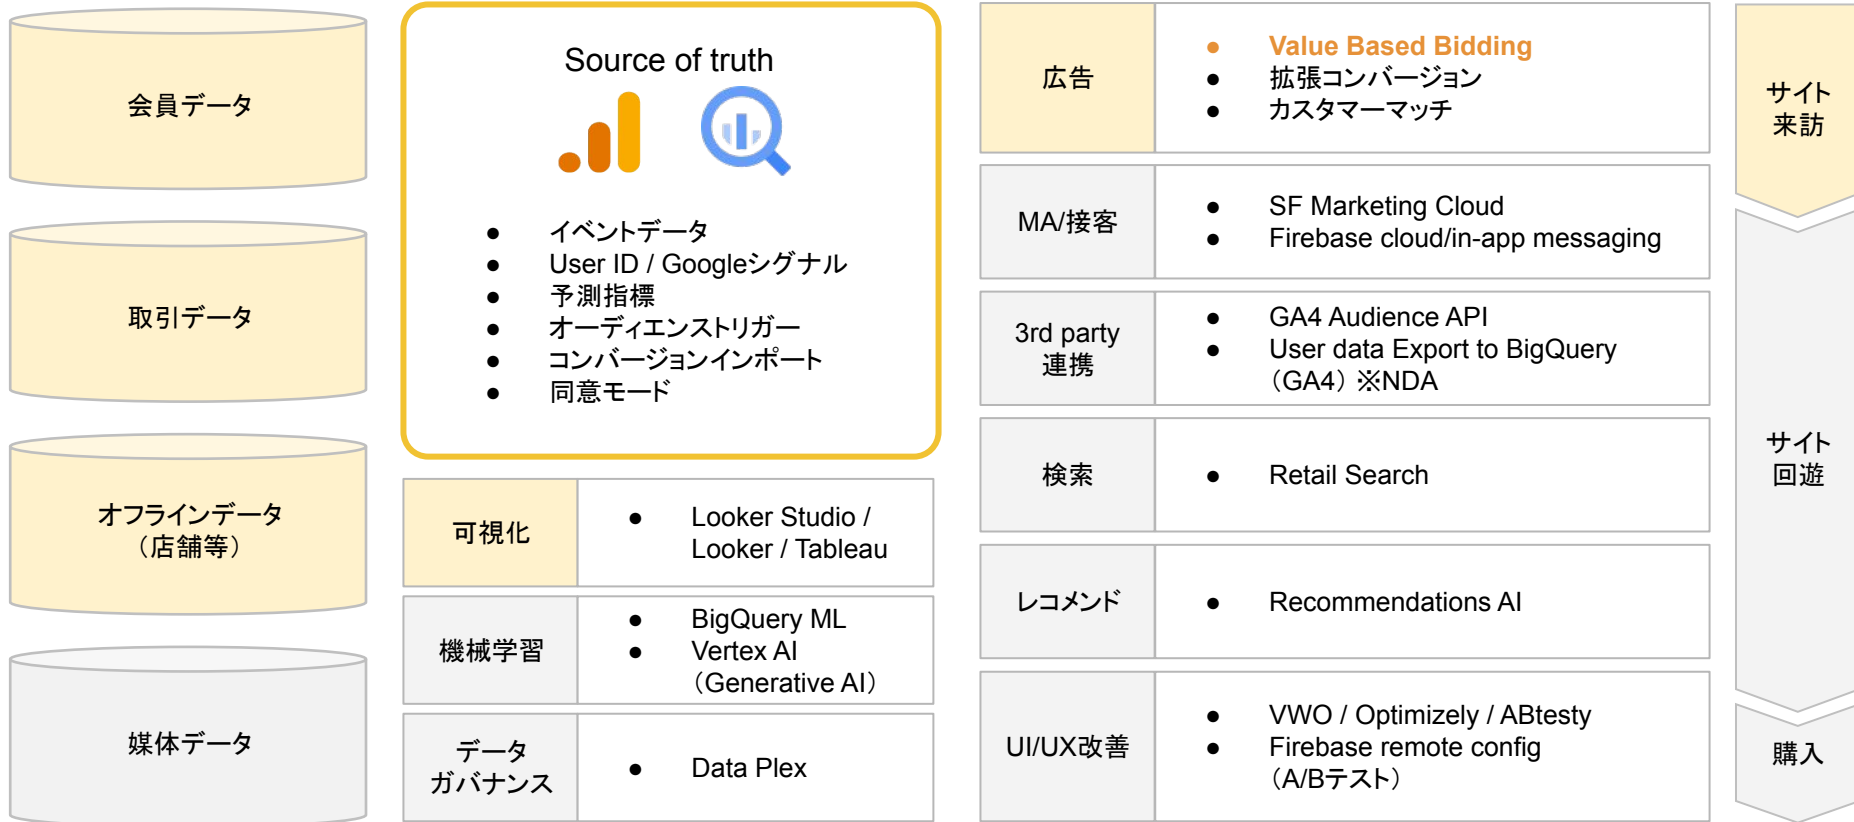 会員データ
取引データ
オフラインデータ
（店舗等）
媒体データ
Source of truth
● イベントデータ
● User ID / Googleシグナル
● 予測指標
● オーディエンストリガー
● コンバージョンインポート
● 同意モード
可視化
● Looker Studio /
Looker / Tableau
機械学習
● BigQuery ML
● Vertex AI
（Generative AI）
データ
ガバナンス
● Data Plex
広告
● Value Based Bidding
● 拡張コンバージョン
● カスタマーマッチ
MA/接客
● SF Marketing Cloud
● Firebase cloud/in-app messaging
3rd party
連携
● GA4 Audience API
● User data Export to BigQuery
（GA4）※NDA
検索
● Retail Search
レコメンド
● Recommendations AI
UI/UX改善
● VWO / Optimizely / ABtesty
● Firebase remote config
（A/Bテスト）
サイト
来訪
サイト
回遊
購入